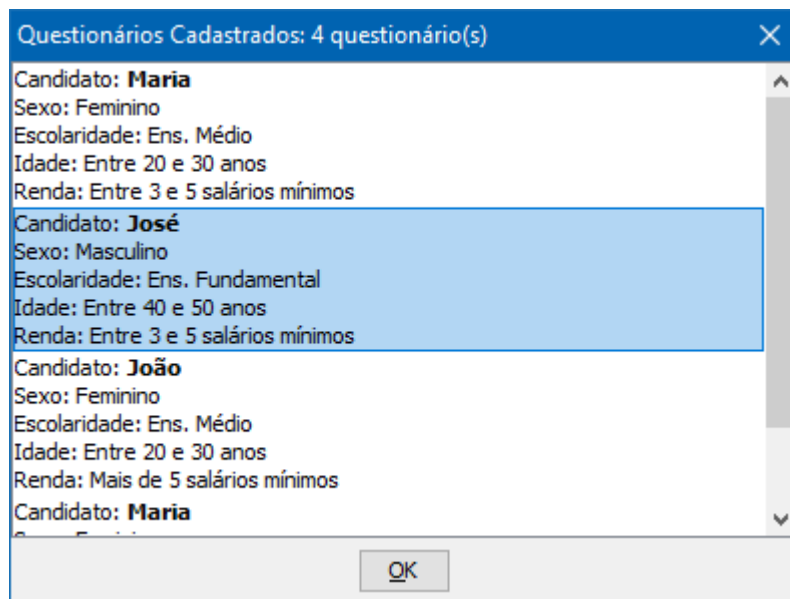 Questionários Cadastrados: 4 questionário(s)
Candidato: Maria
Sexo: Feminino
Escolaridade: Ens. Médio
Idade: Entre 20 e 30 anos
Renda: Entre 3 e 5 salários mínimos
Candidato: José
Sexo: Masculino
Escolaridade: Ens. Fundamental
Idade: Entre 40 e 50 anos
Renda: Entre 3 e 5 salários mínimos
Candidato: João
Sexo: Feminino
Escolaridade: Ens. Médio
Idade: Entre 20 e 30 anos
Renda: Mais de 5 salários mínimos
Candidato: Maria
OK